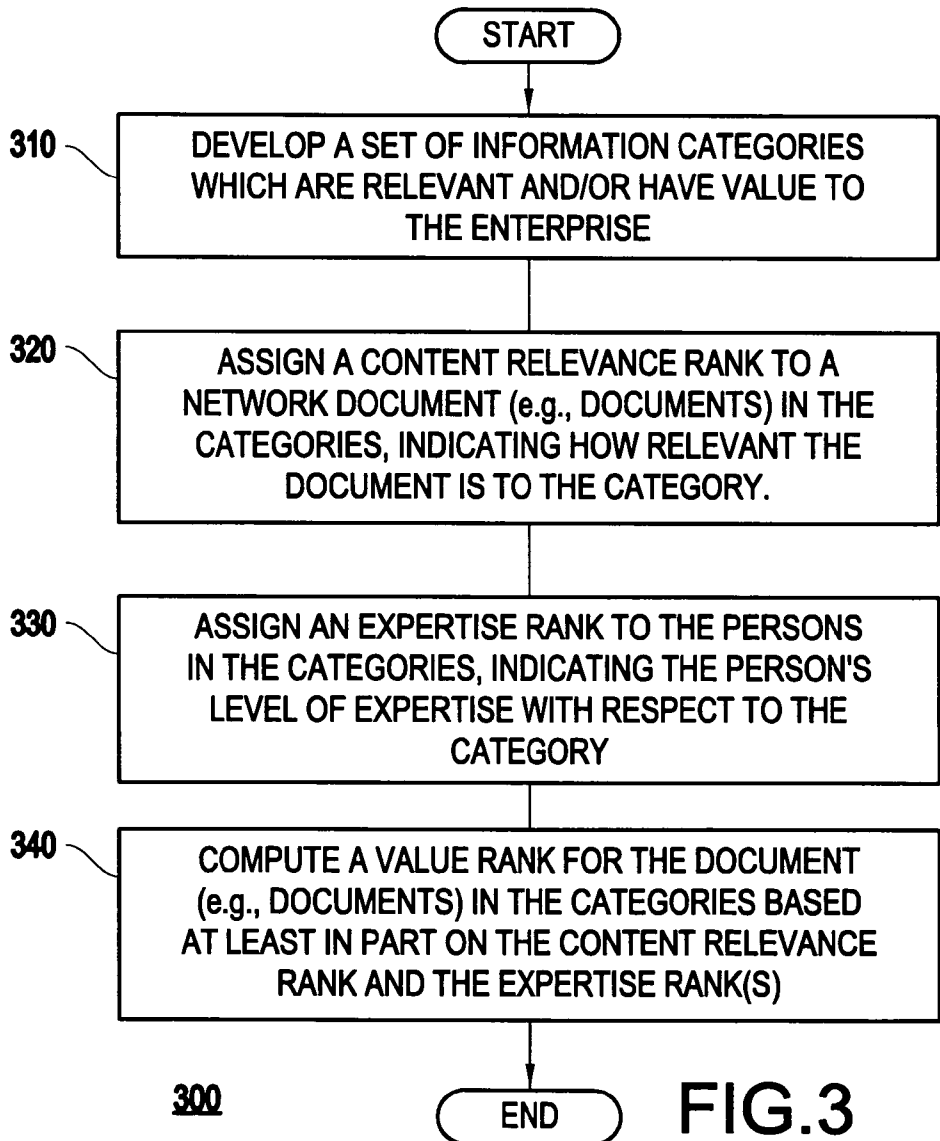 START
310
DEVELOP A SET OF INFORMATION CATEGORIES
WHICH ARE RELEVANT AND/OR HAVE VALUE TO
THE ENTERPRISE
320
ASSIGN A CONTENT RELEVANCE RANK TO A
NETWORK DOCUMENT (e.g., DOCUMENTS) IN THE
CATEGORIES, INDICATING HOW RELEVANT THE
DOCUMENT IS TO THE CATEGORY.
330
ASSIGN AN EXPERTISE RANK TO THE PERSONS
IN THE CATEGORIES, INDICATING THE PERSON'S
LEVEL OF EXPERTISE WITH RESPECT TO THE
CATEGORY
340
COMPUTE A VALUE RANK FOR THE DOCUMENT
(e.g., DOCUMENTS) IN THE CATEGORIES BASED
AT LEAST IN PART ON THE CONTENT RELEVANCE
RANK AND THE EXPERTISE RANK(S)
300
END
FIG.3